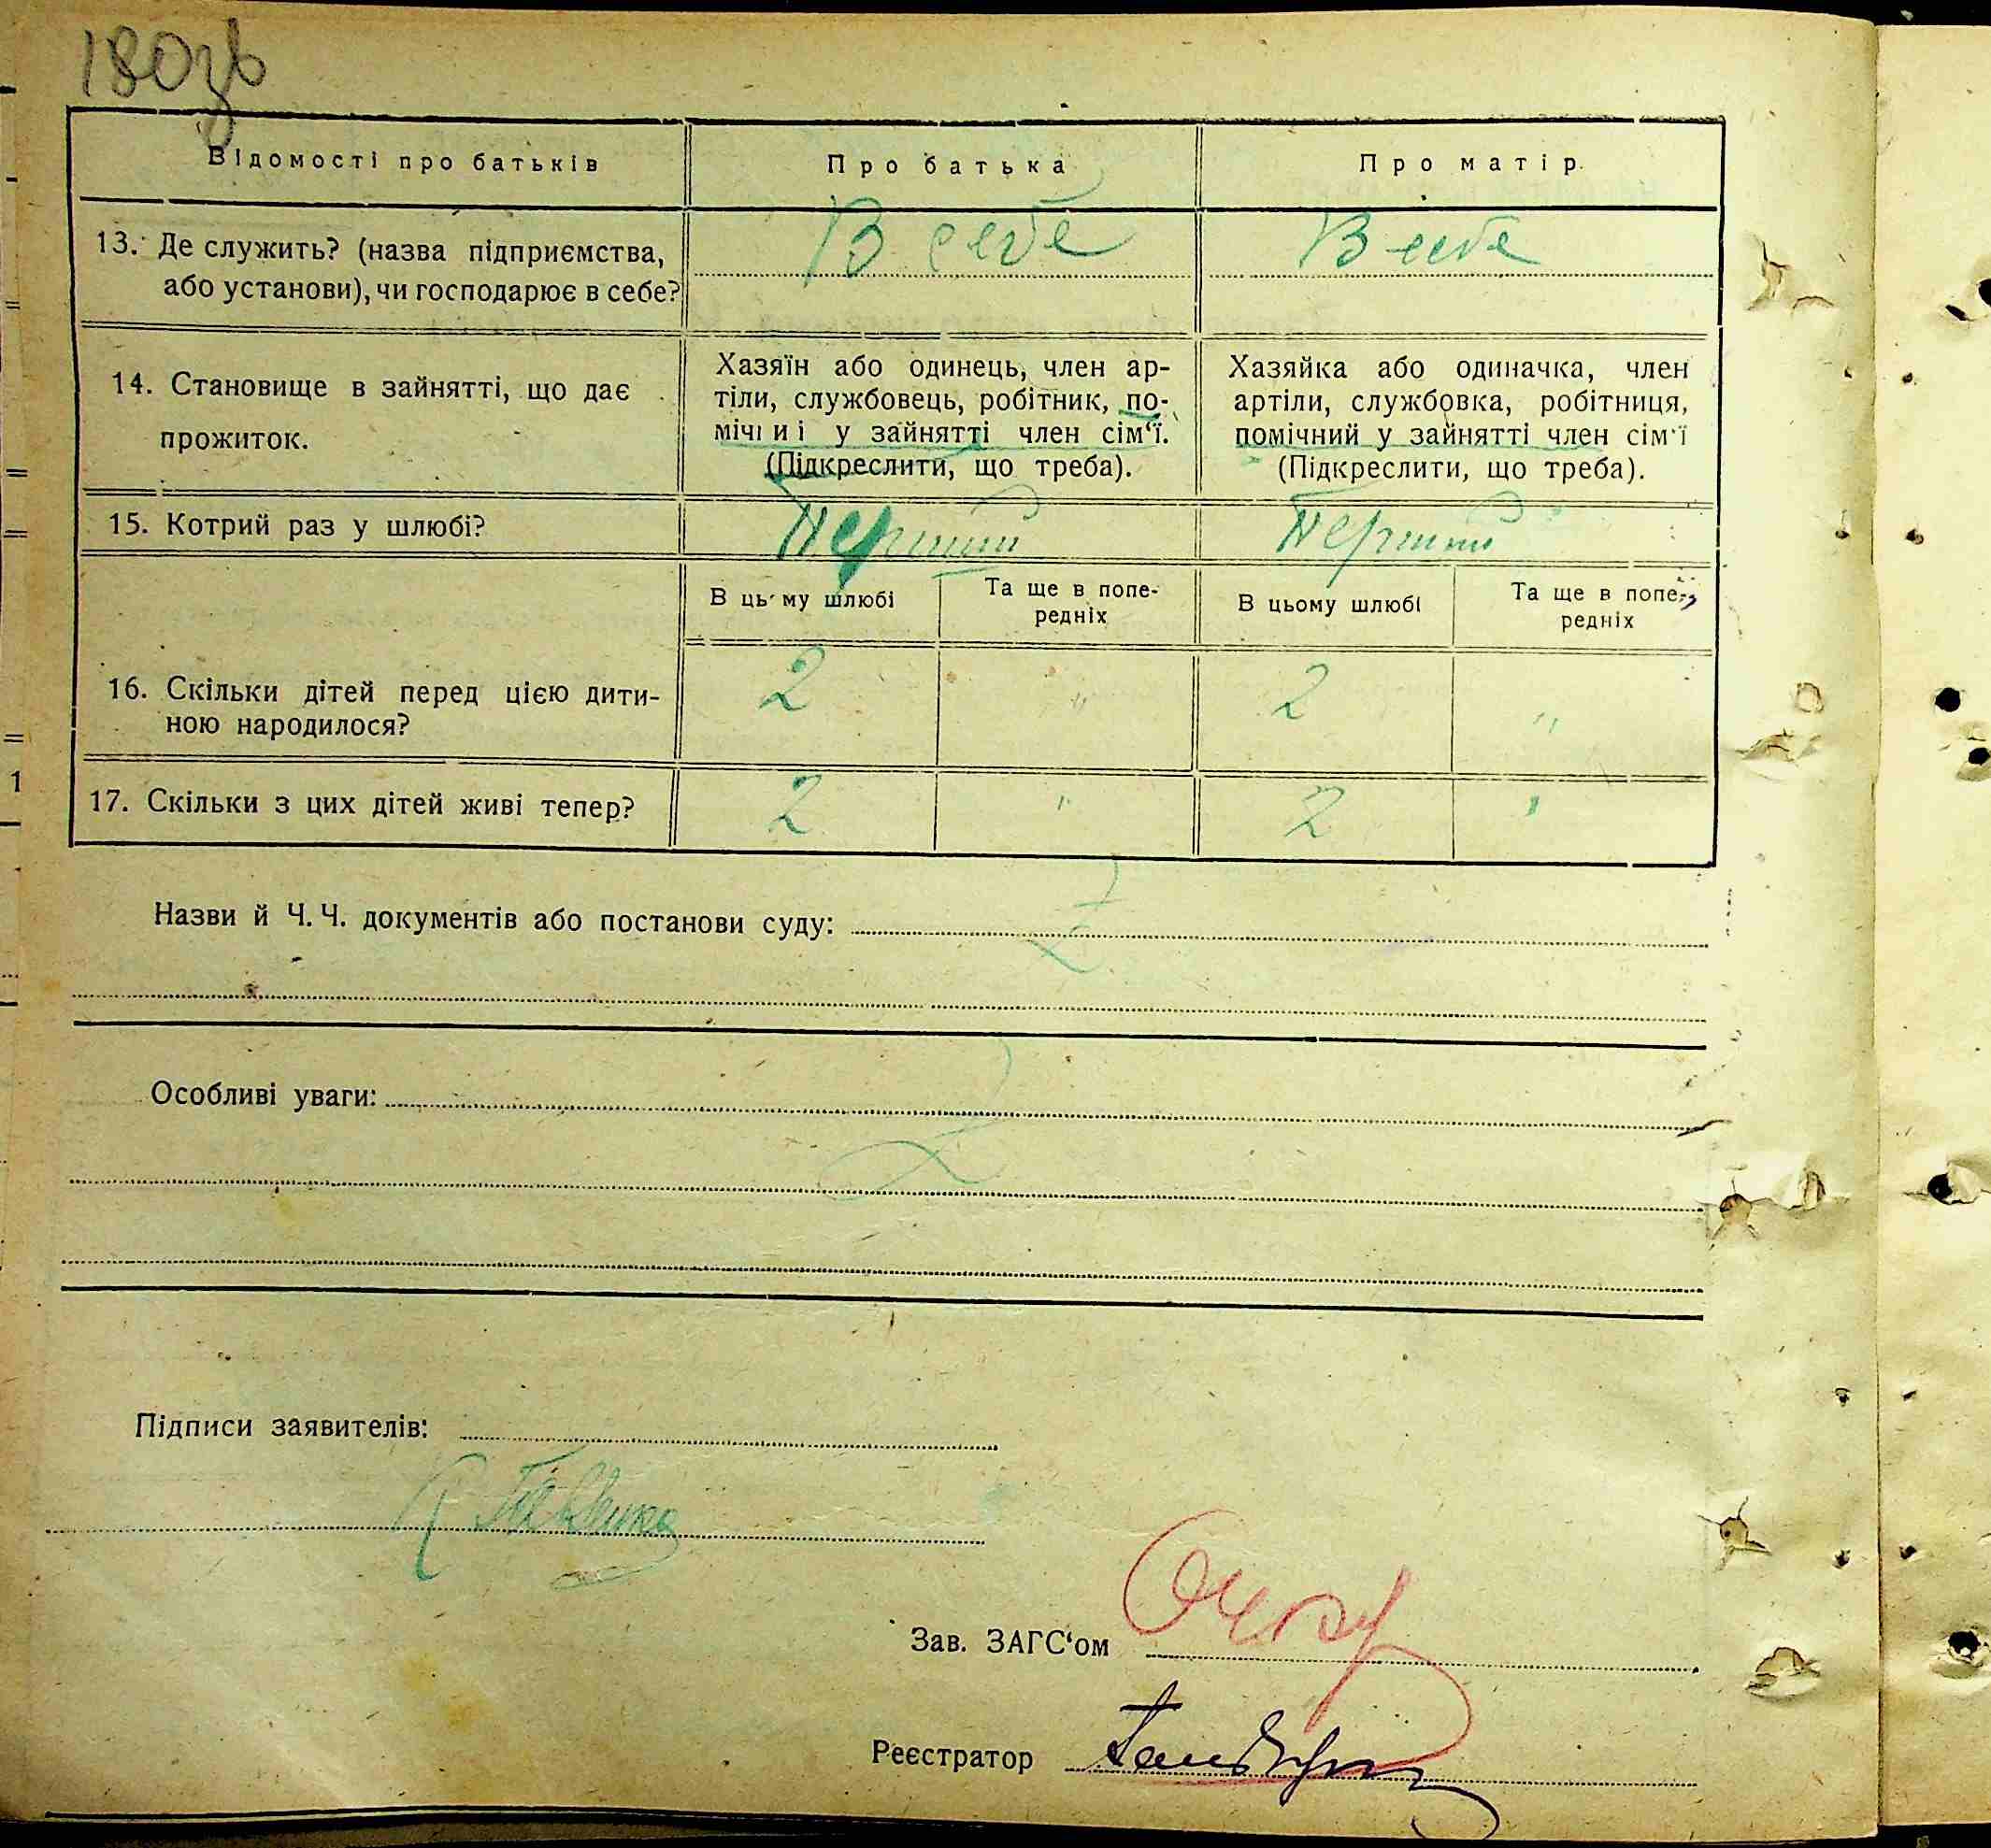 180зв
Відомості про батьків Про батька Про матір.
13. Де служить? (назва підприємства, або установи), чи господарює в себе? В себе В себе
14. Становище в зайнятті, що дає прожиток.
Хазяїн або одинець, член ар-
тіли, службовець, робітник, по-
мічн и і у зайнятті член сім‘ї.
(Підкреслити, що треба).
Хазяйка або одиначка, член
артіли, службовка, робітниця,
помічний у зайнятті член сім'ї
(Підкреслити, що треба).
15. Котрий раз у шлюбі? Перший Перший
В цьму шлюбі Та ще в попе-редніх В цьому шлюбі Та ще в попе-редніх
16. Скільки дітей перед цією дити-
ною народилося? 2 " 2 "
17. Скільки з цих дітей живі тепер? 2 " 2 "
Назви й Ч. Ч. документів або постанови суду:
Особливі уваги:
Підписи заявителів:
Зав. ЗАГС‘ом
Реєстратор